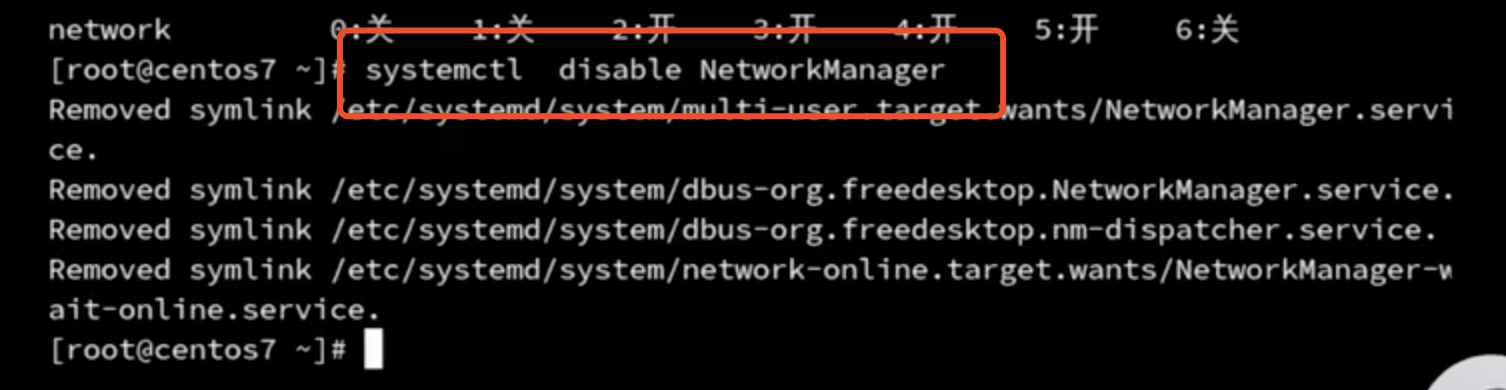 network 0:关 1:关 2:开 3:开 4:开 5:开 6:关
[root@centos7 ~]# systemctl disable NetworkManager
Removed symlink /etc/systemd/system/multi-user.target.wants/NetworkManager.servi
ce.
Removed symlink /etc/systemd/system/dbus-org.freedesktop.NetworkManager.service.
Removed symlink /etc/systemd/system/dbus-org.freedesktop.nm-dispatcher.service.
Removed symlink /etc/systemd/system/network-online.target.wants/NetworkManager-w
ait-online.service.
[root@centos7 ~]#